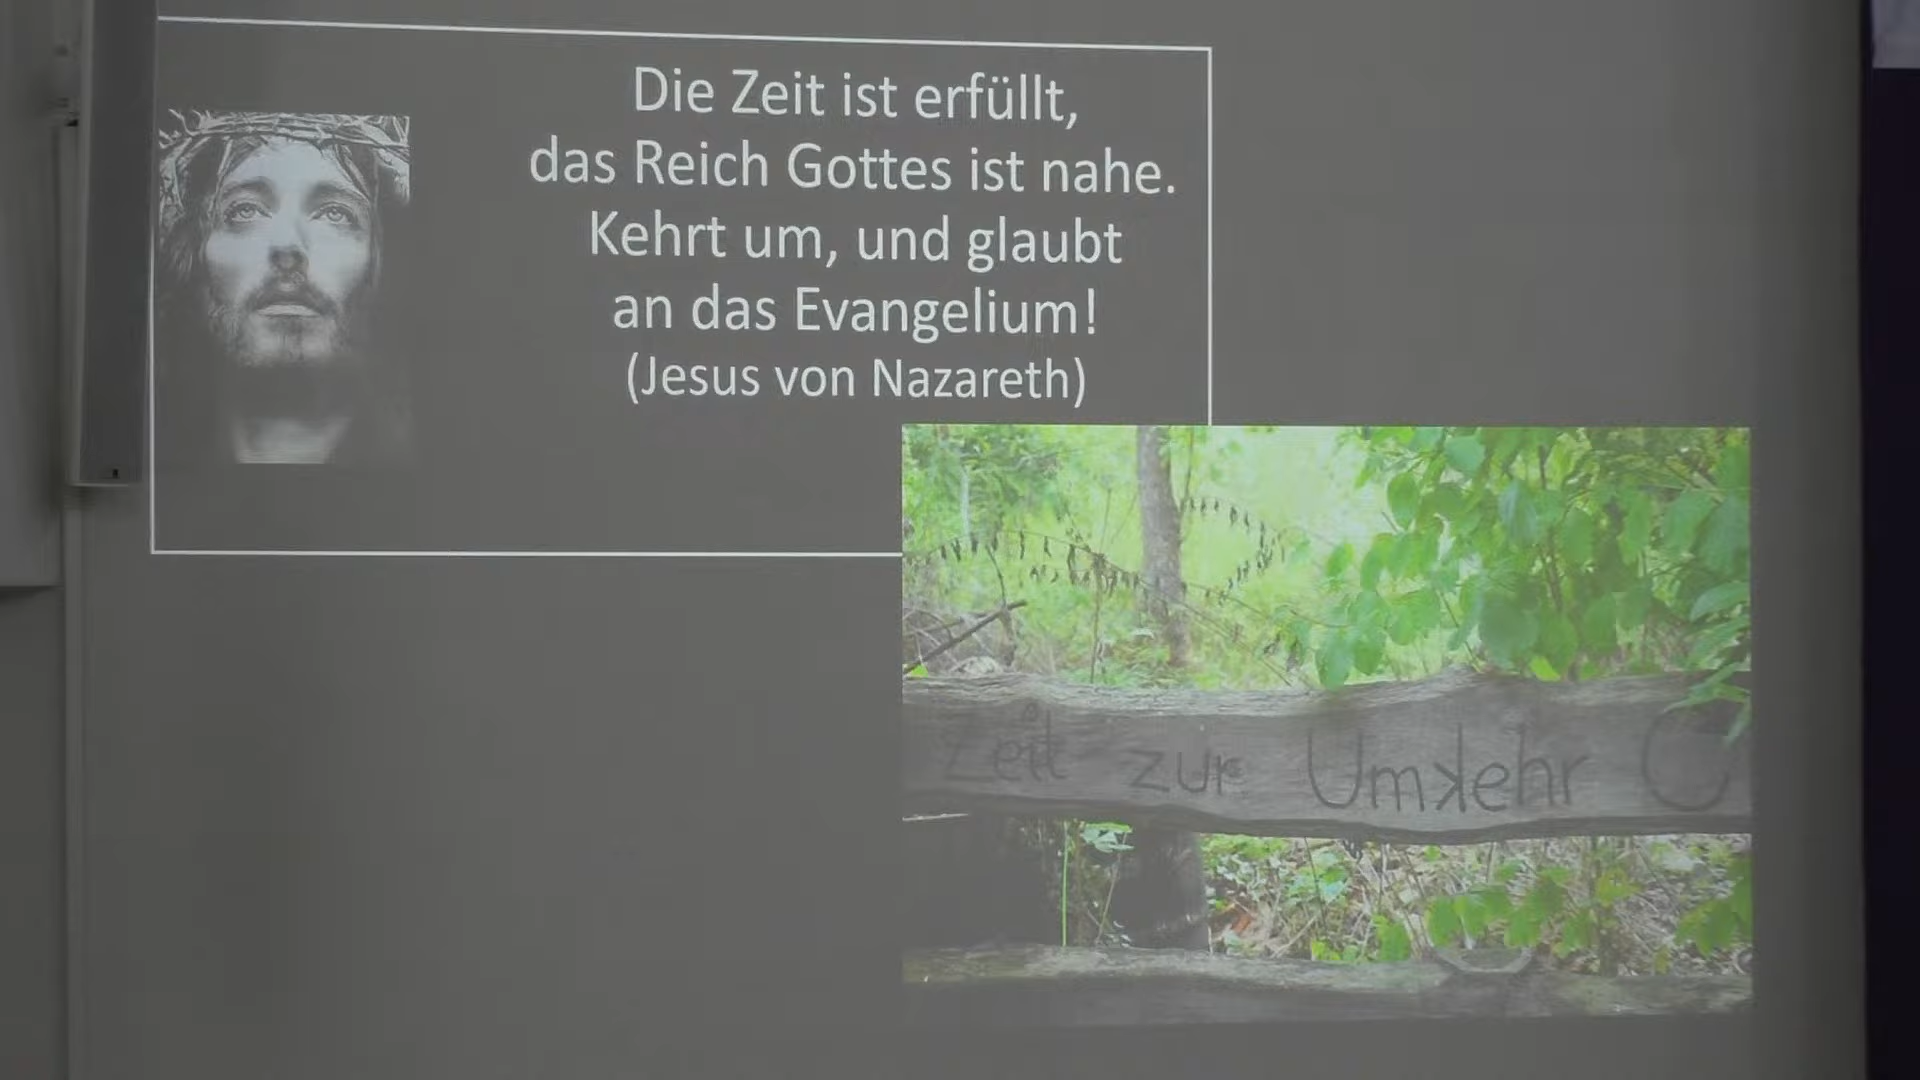 Die Zeit ist erfüllt,
das Reich Gottes ist nahe.
Kehrt um, und glaubt
an das Evangelium!
(Jesus von Nazareth)
Zeit zur Umkehr